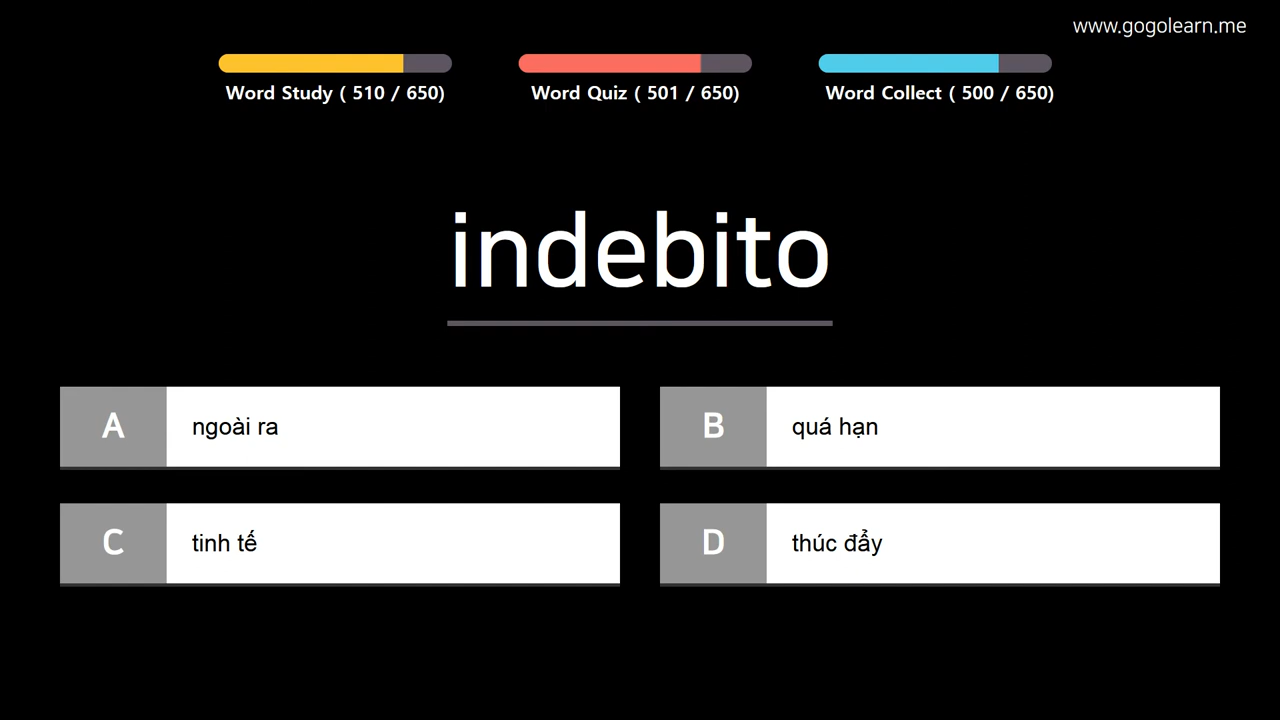 www.gogolearn.me
Word Study ( 510 / 650)
Word Quiz ( 501 / 650)
Word Collect ( 500 / 650)
indebito
A
ngoài ra
B
quá hạn
C
tinh tế
D
thúc đẩy